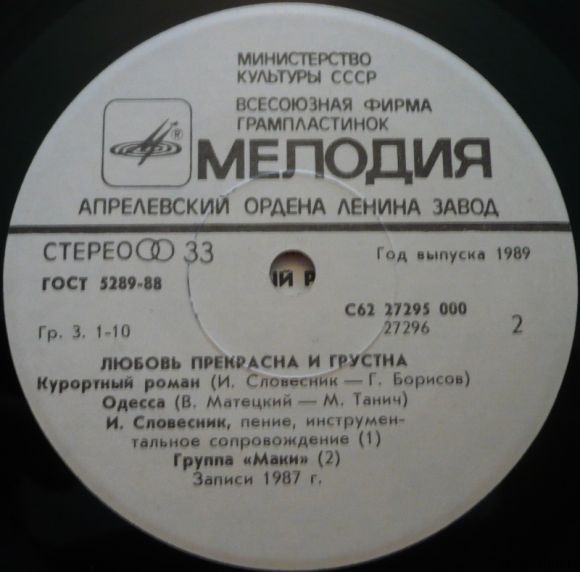 МИНИСТЕРСТВО
КУЛЬТУРЫ СССР
ВСЕСОЮЗНАЯ ФИРМА
ГРАМПЛАСТИНОК
®
МЕЛОДИЯ
АПРЕЛЕВСКИЙ ОРДЕНА ЛЕНИНА ЗАВОД
СТЕРЕО 33
Год выпуска 1989
ГОСТ 5289-88
ИЙ Р
С62 27295 000
27296
2
Гр. 3. 1-10
ЛЮБОВЬ ПРЕКРАСНА И ГРУСТНА
Курортный роман (И. Словесник — Г. Борисов)
Одесса (В. Матецкий — М. Танич)
И. Словесник, пение, инструмен-
тальное сопровождение (1)
Группа «Маки» (2)
Записи 1987 г.